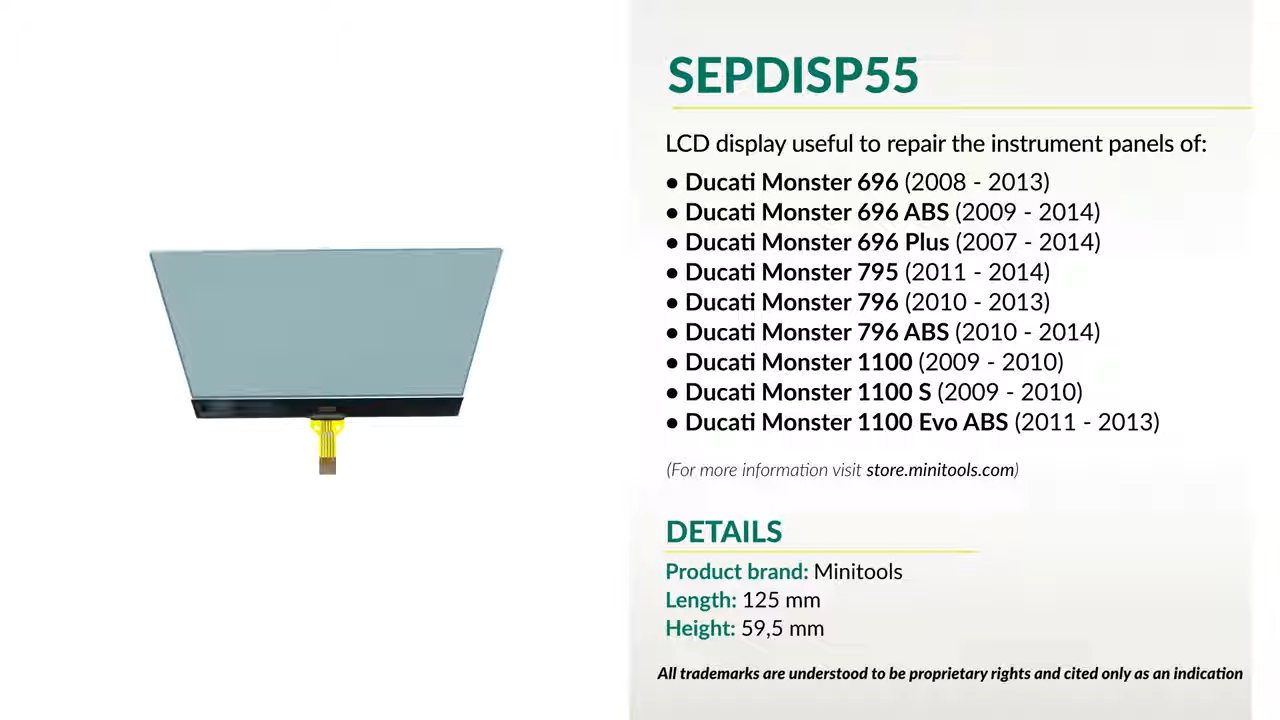 SEPDISP55
LCD display useful to repair the instrument panels of:
• Ducati Monster 696 (2008 - 2013)
• Ducati Monster 696 ABS (2009 - 2014)
• Ducati Monster 696 Plus (2007 - 2014)
• Ducati Monster 795 (2011 - 2014)
• Ducati Monster 796 (2010 - 2013)
• Ducati Monster 796 ABS (2010 - 2014)
• Ducati Monster 1100 (2009 - 2010)
• Ducati Monster 1100 S (2009 - 2010)
• Ducati Monster 1100 Evo ABS (2011 - 2013)
(For more information visit store.minitools.com)
DETAILS
Product brand: Minitools
Length: 125 mm
Height: 59,5 mm
All trademarks are understood to be proprietary rights and cited only as an indication